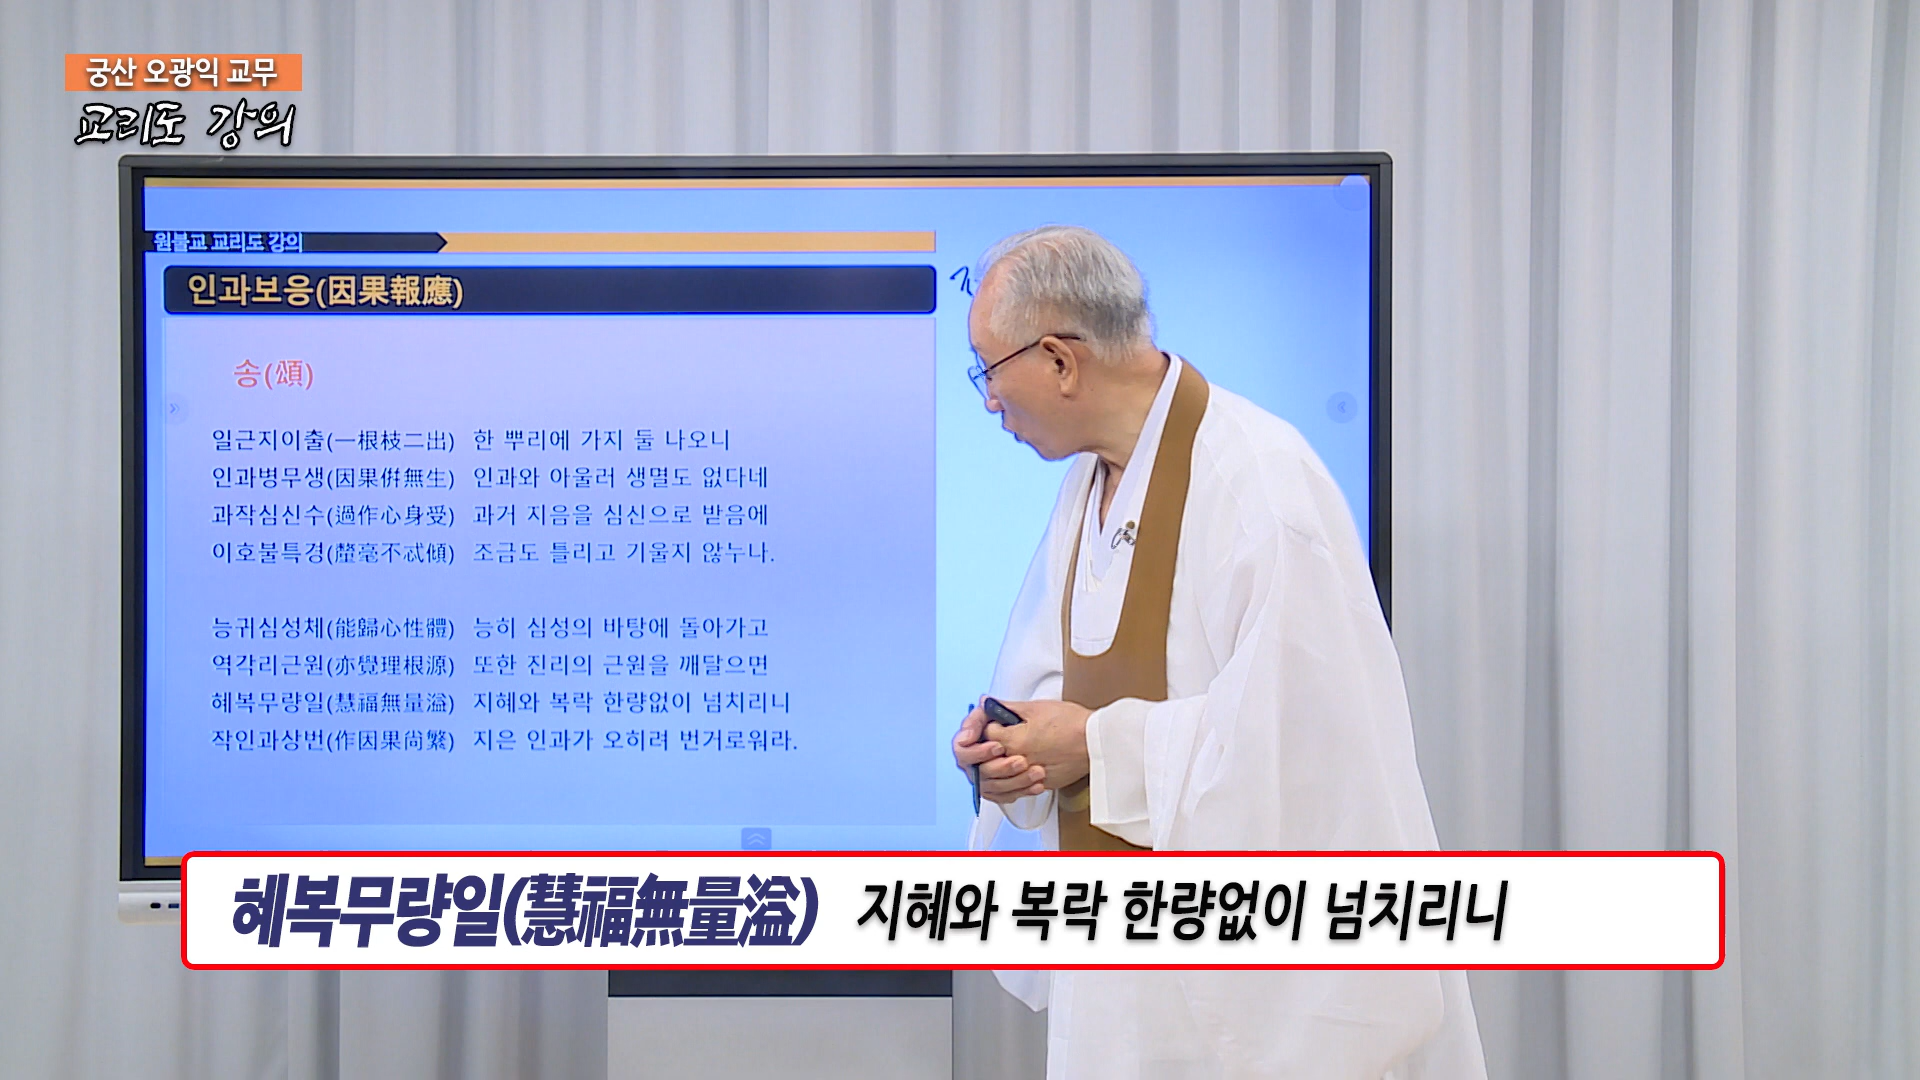 궁산 오광익 교무
교리도 강의
원불교 교리도 강의
인과보응(因果報應)
송(頌)
일근지이출(一根枝二出) 한 뿌리에 가지 둘 나오니
인과병무생(因果倂無生) 인과와 아울러 생멸도 없다네
과작심신수(過作心身受) 과거 지음을 심신으로 받음에
이호불특경(釐毫不忒傾) 조금도 틀리고 기울지 않누나.
능귀심성체(能歸心性體) 능히 심성의 바탕에 돌아가고
역각리근원(亦覺理根源) 또한 진리의 근원을 깨달으면
혜복무량일(慧福無量溢) 지혜와 복락 한량없이 넘치리니
작인과상번(作因果尙繁) 지은 인과가 오히려 번거로워라.
혜복무량일(慧福無量溢) 지혜와 복락 한량없이 넘치리니